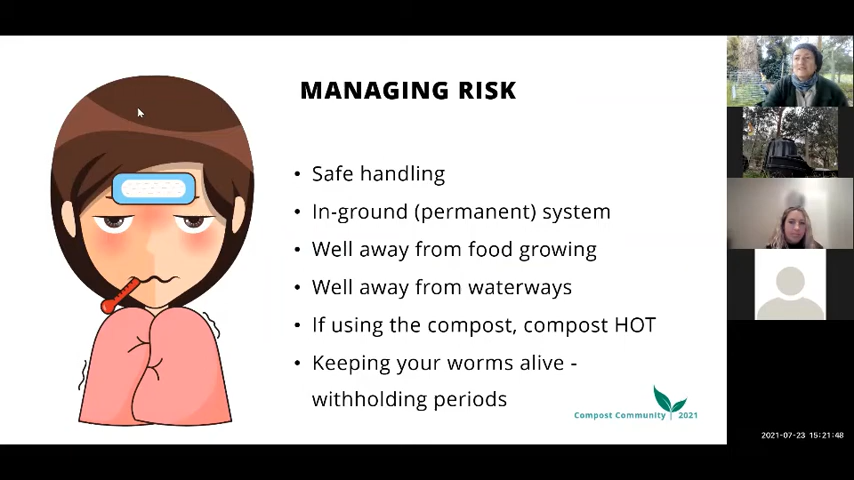 MANAGING RISK
• Safe handling
• In-ground (permanent) system
• Well away from food growing
• Well away from waterways
• If using the compost, compost HOT
• Keeping your worms alive -
withholding periods
Compost Community | 2021
2021-07-23 15:21:48